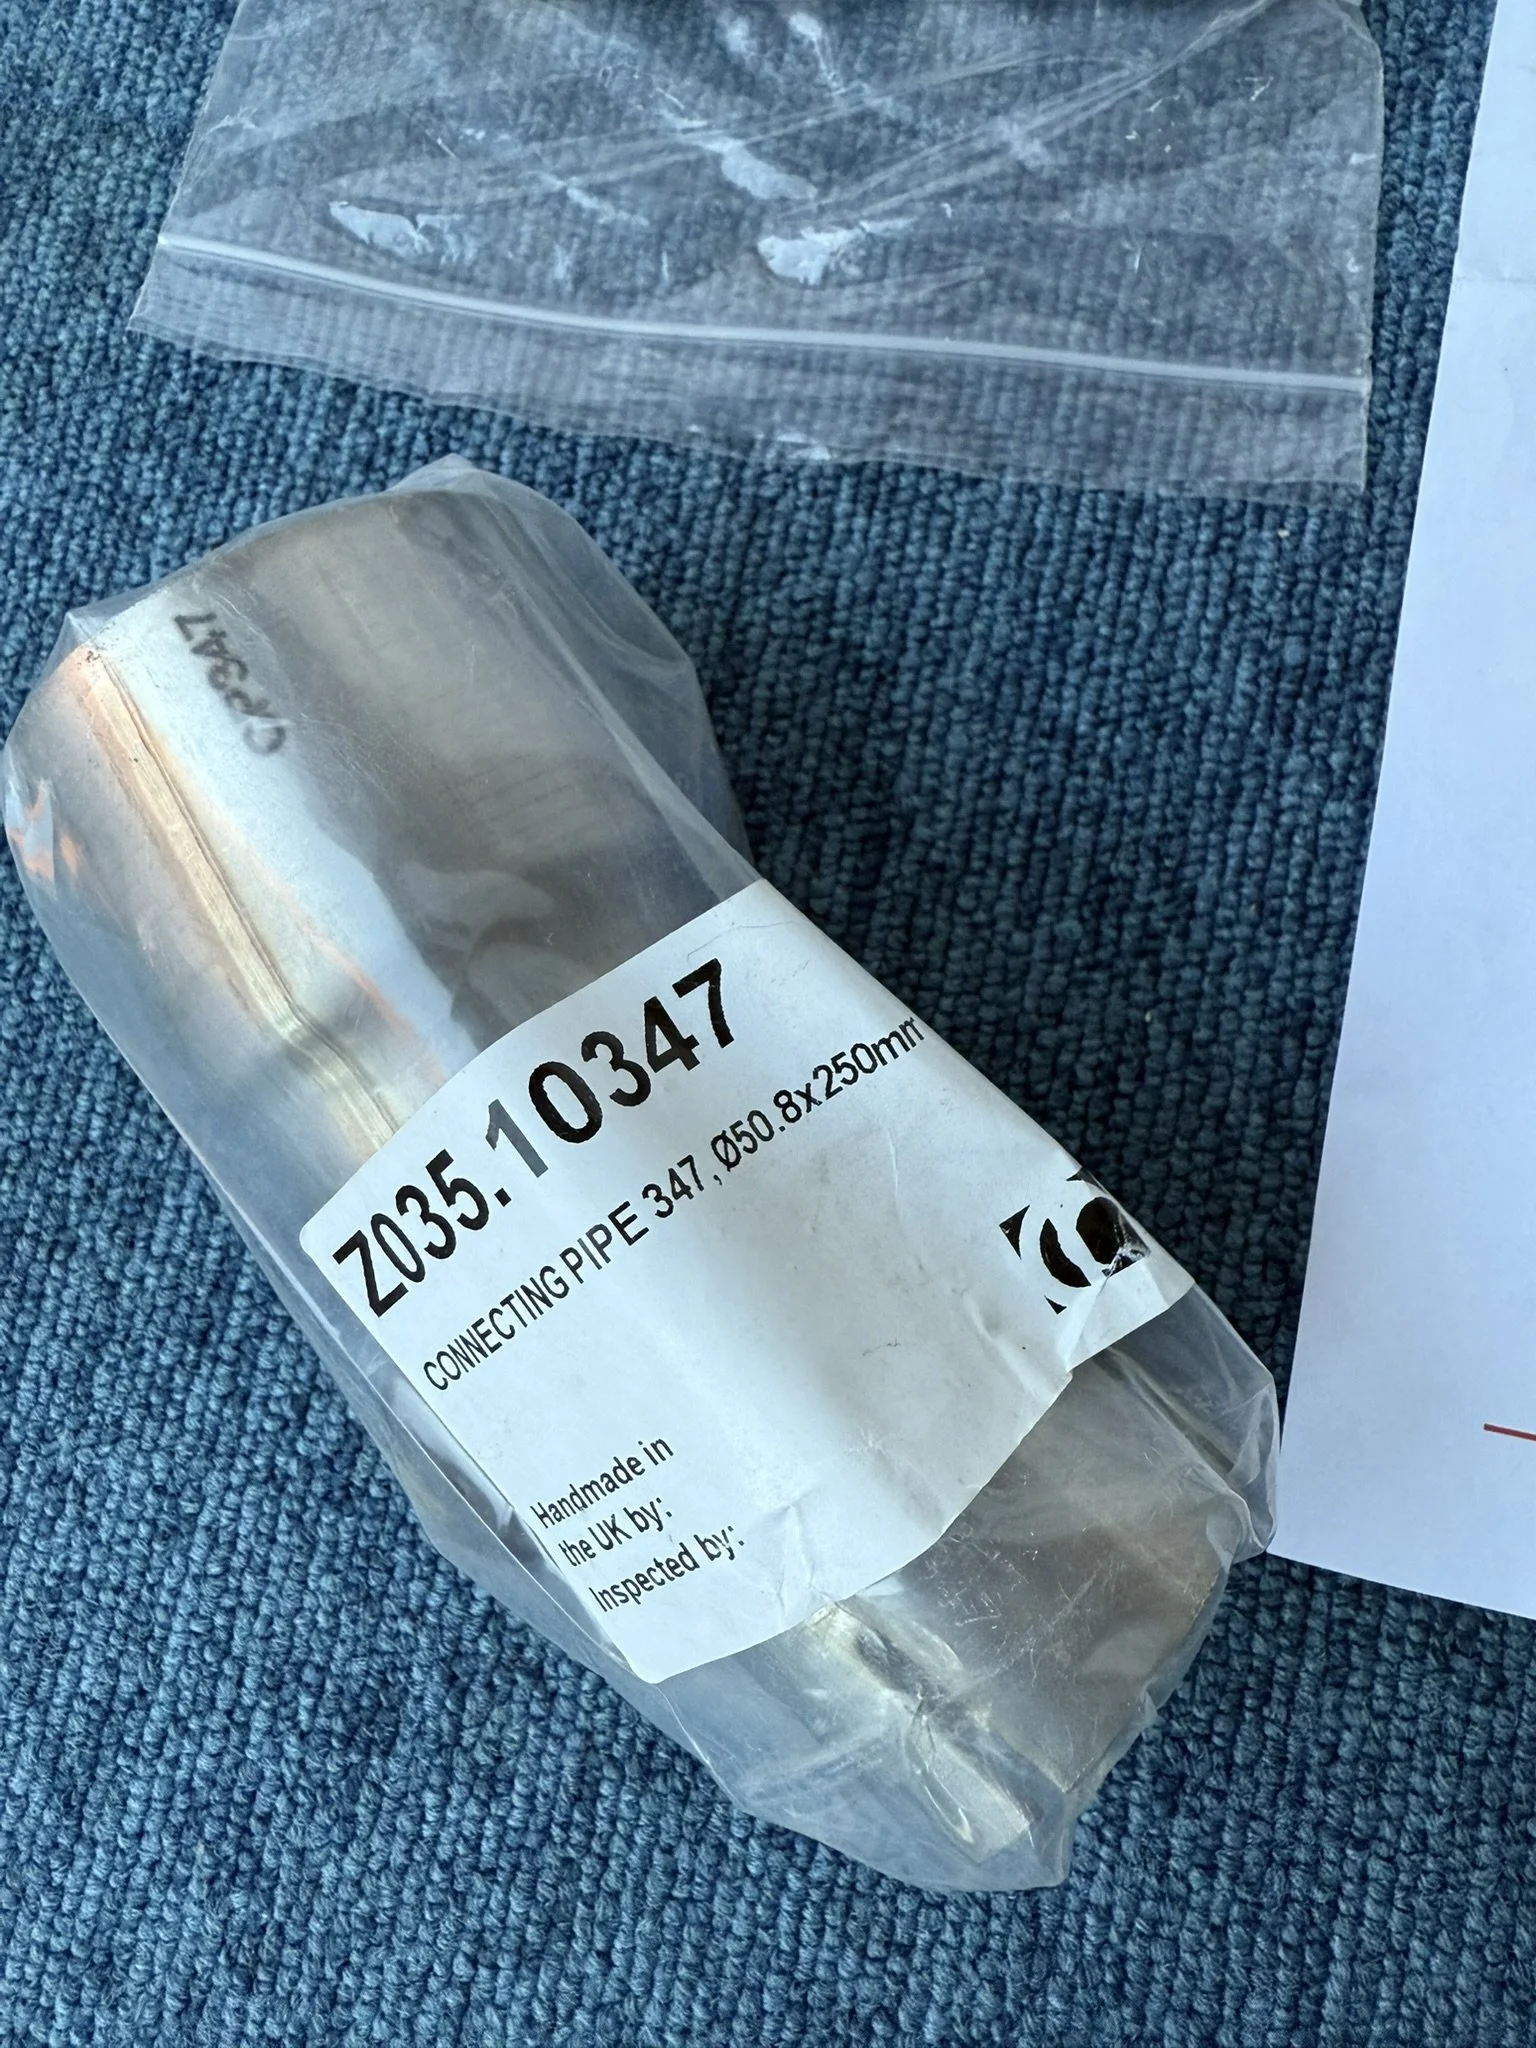 CP347
Z035.10347
CONNECTING PIPE 347, Ø50.8x250mm
Handmade in
the UK by:
Inspected by: